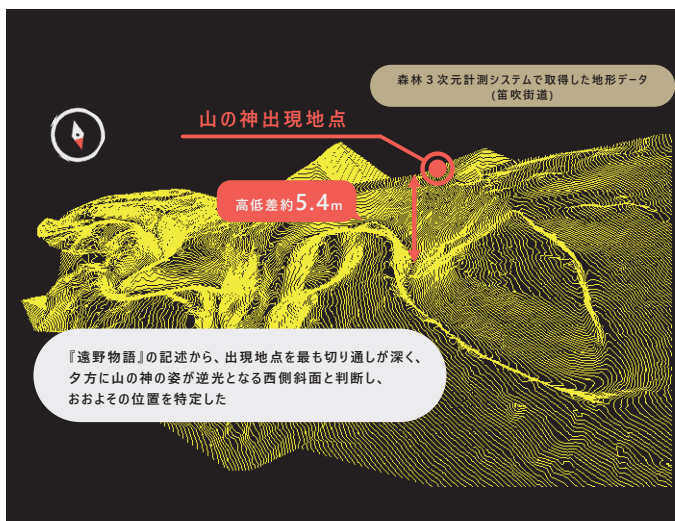 森林３次元計測システムで取得した地形データ
(笛吹街道)
山の神出現地点
高低差約5.4m
『遠野物語』の記述から、出現地点を最も切り通しが深く、
夕方に山の神の姿が逆光となる西側斜面と判断し、
おおよその位置を特定した